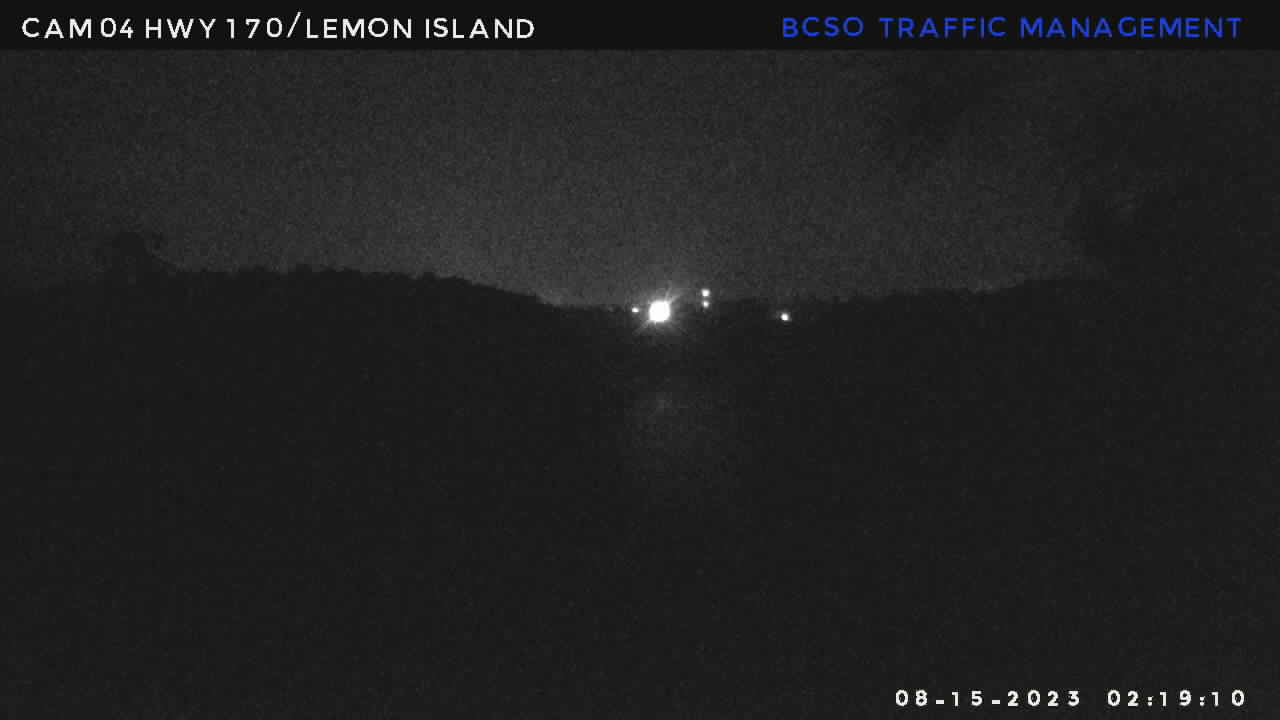 CAM04 HWY 170/LEMON ISLAND
BCSO TRAFFIC MANAGEMENT
08-15-2023 02:19:10